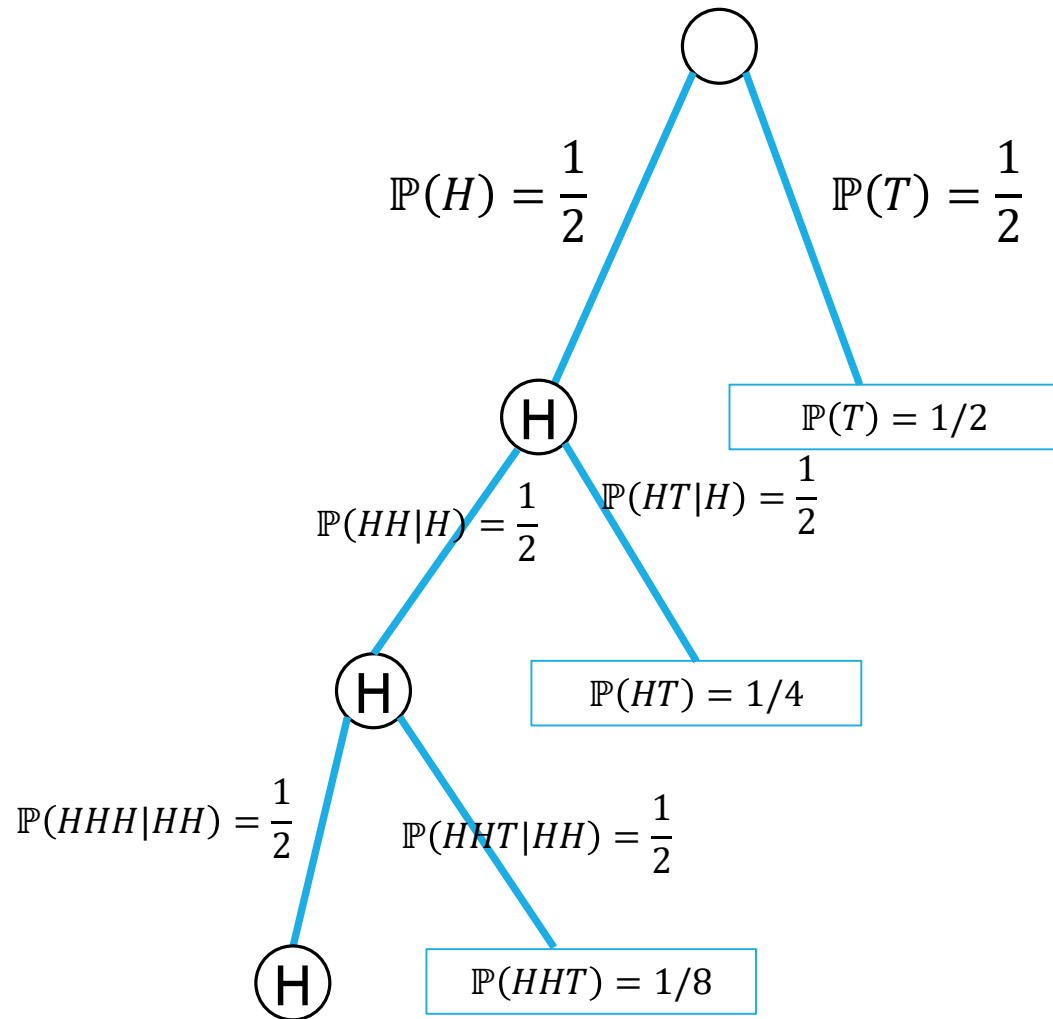 ℙ(H) = 1/2
ℙ(T) = 1/2
H
ℙ(T) = 1/2
ℙ(HH|H) = 1/2
ℙ(HT|H) = 1/2
H
ℙ(HT) = 1/4
ℙ(HHH|HH) = 1/2
ℙ(HHT|HH) = 1/2
H
ℙ(HHT) = 1/8